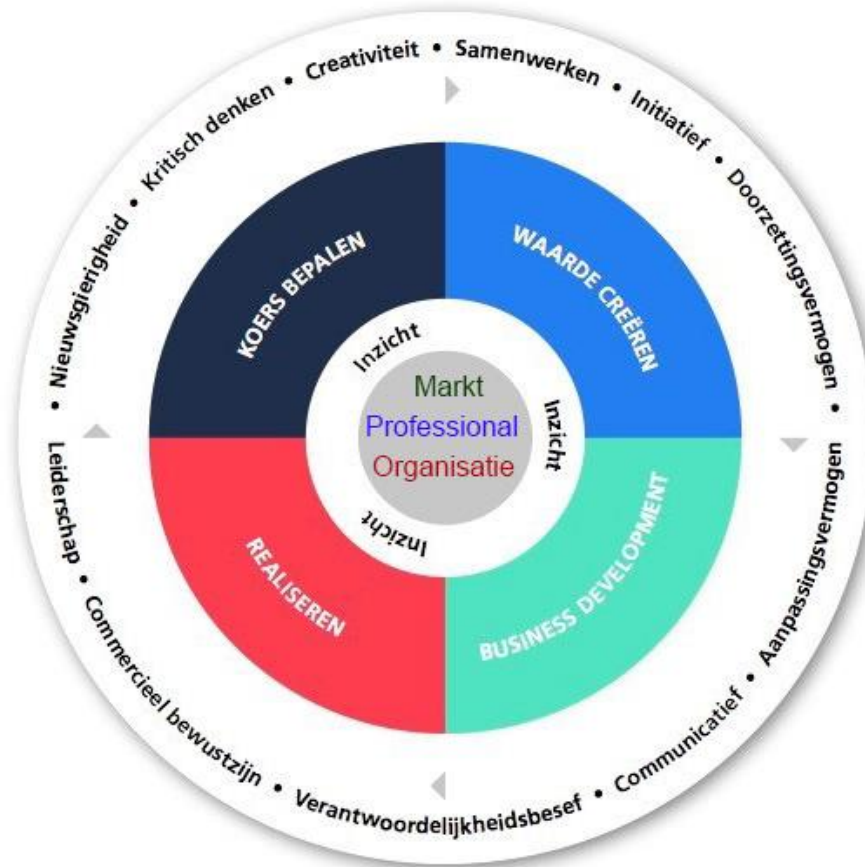 Nieuwsgierigheid • Kritisch denken • Creativiteit • Samenwerken • Initiatief • Doorzettingsvermogen •
Aanpassingsvermogen • Communicatief • Verantwoordelijkheidsbesef • Commercieel bewustzijn • Leiderschap •
KOERS BEPALEN
WAARDE CREËREN
BUSINESS DEVELOPMENT
REALISEREN
Inzicht
Inzicht
Inzicht
Markt
Professional
Organisatie